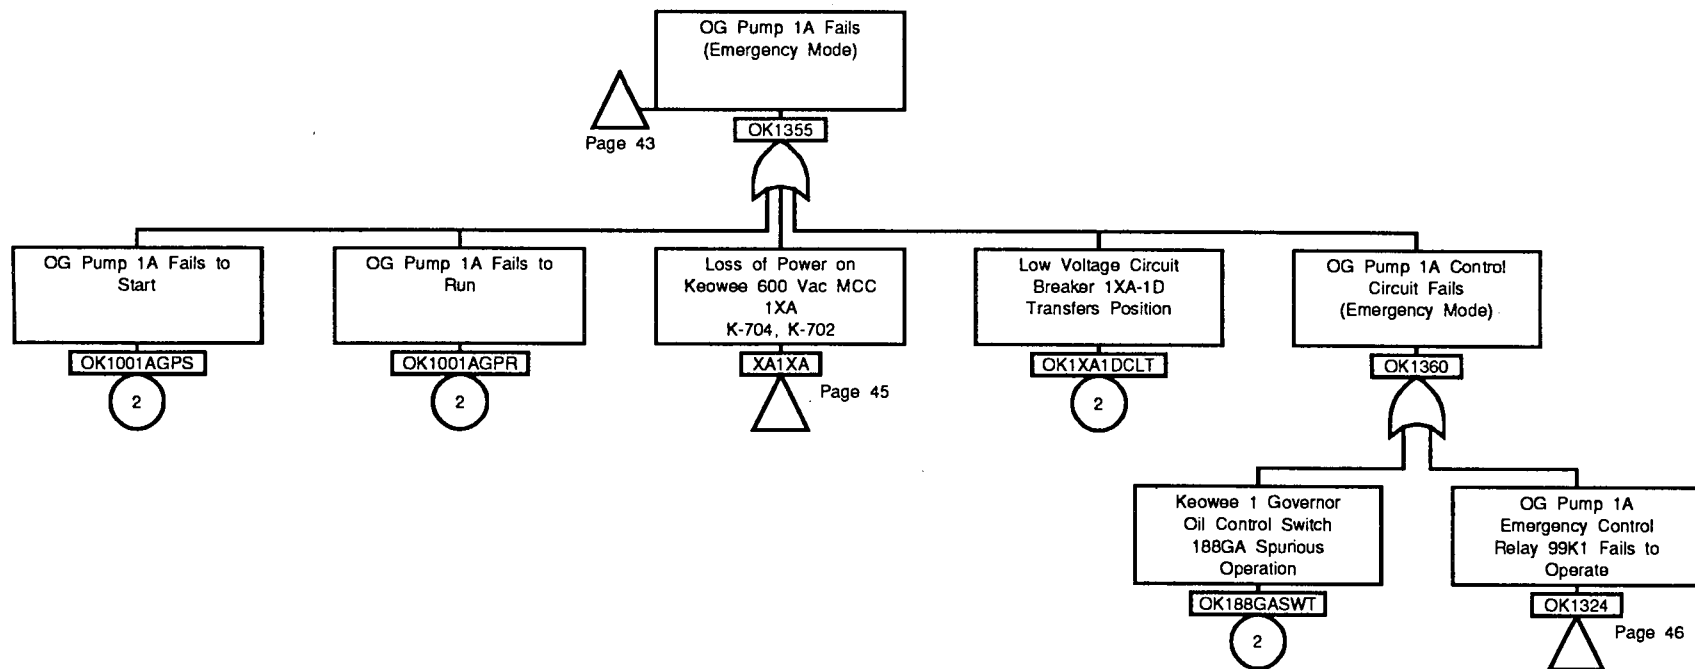 OG Pump 1A Fails
(Emergency Mode)
Page 43
OK1355
OG Pump 1A Fails to
Start
OK1001AGPS
2
OG Pump 1A Fails to
Run
OK1001AGPR
2
Loss of Power on
Keowee 600 Vac MCC
1XA
K-704, K-702
XA1XA
Page 45
Low Voltage Circuit
Breaker 1XA-1D
Transfers Position
OK1XA1DCLT
2
OG Pump 1A Control
Circuit Fails
(Emergency Mode)
OK1360
Keowee 1 Governor
Oil Control Switch
188GA Spurious
Operation
OK188GASWT
2
OG Pump 1A
Emergency Control
Relay 99K1 Fails to
Operate
OK1324
Page 46